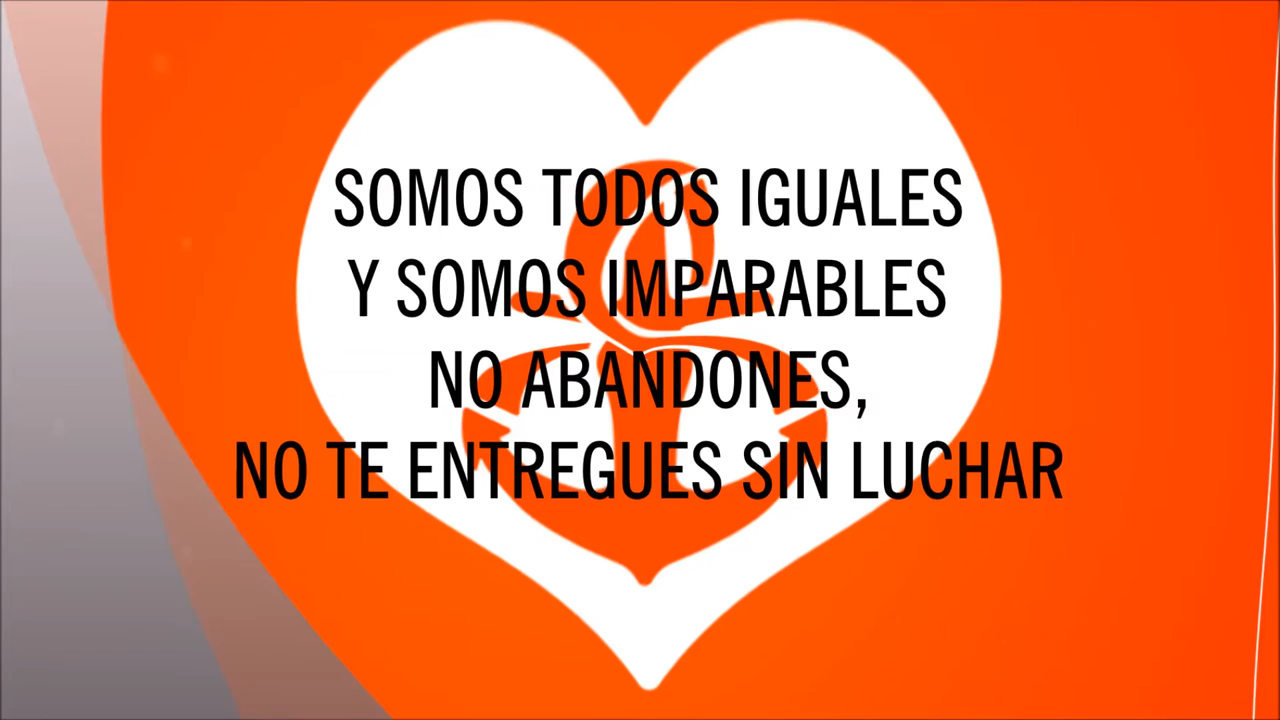 SOMOS TODOS IGUALES
Y SOMOS IMPARABLES
NO ABANDONES,
NO TE ENTREGUES SIN LUCHAR